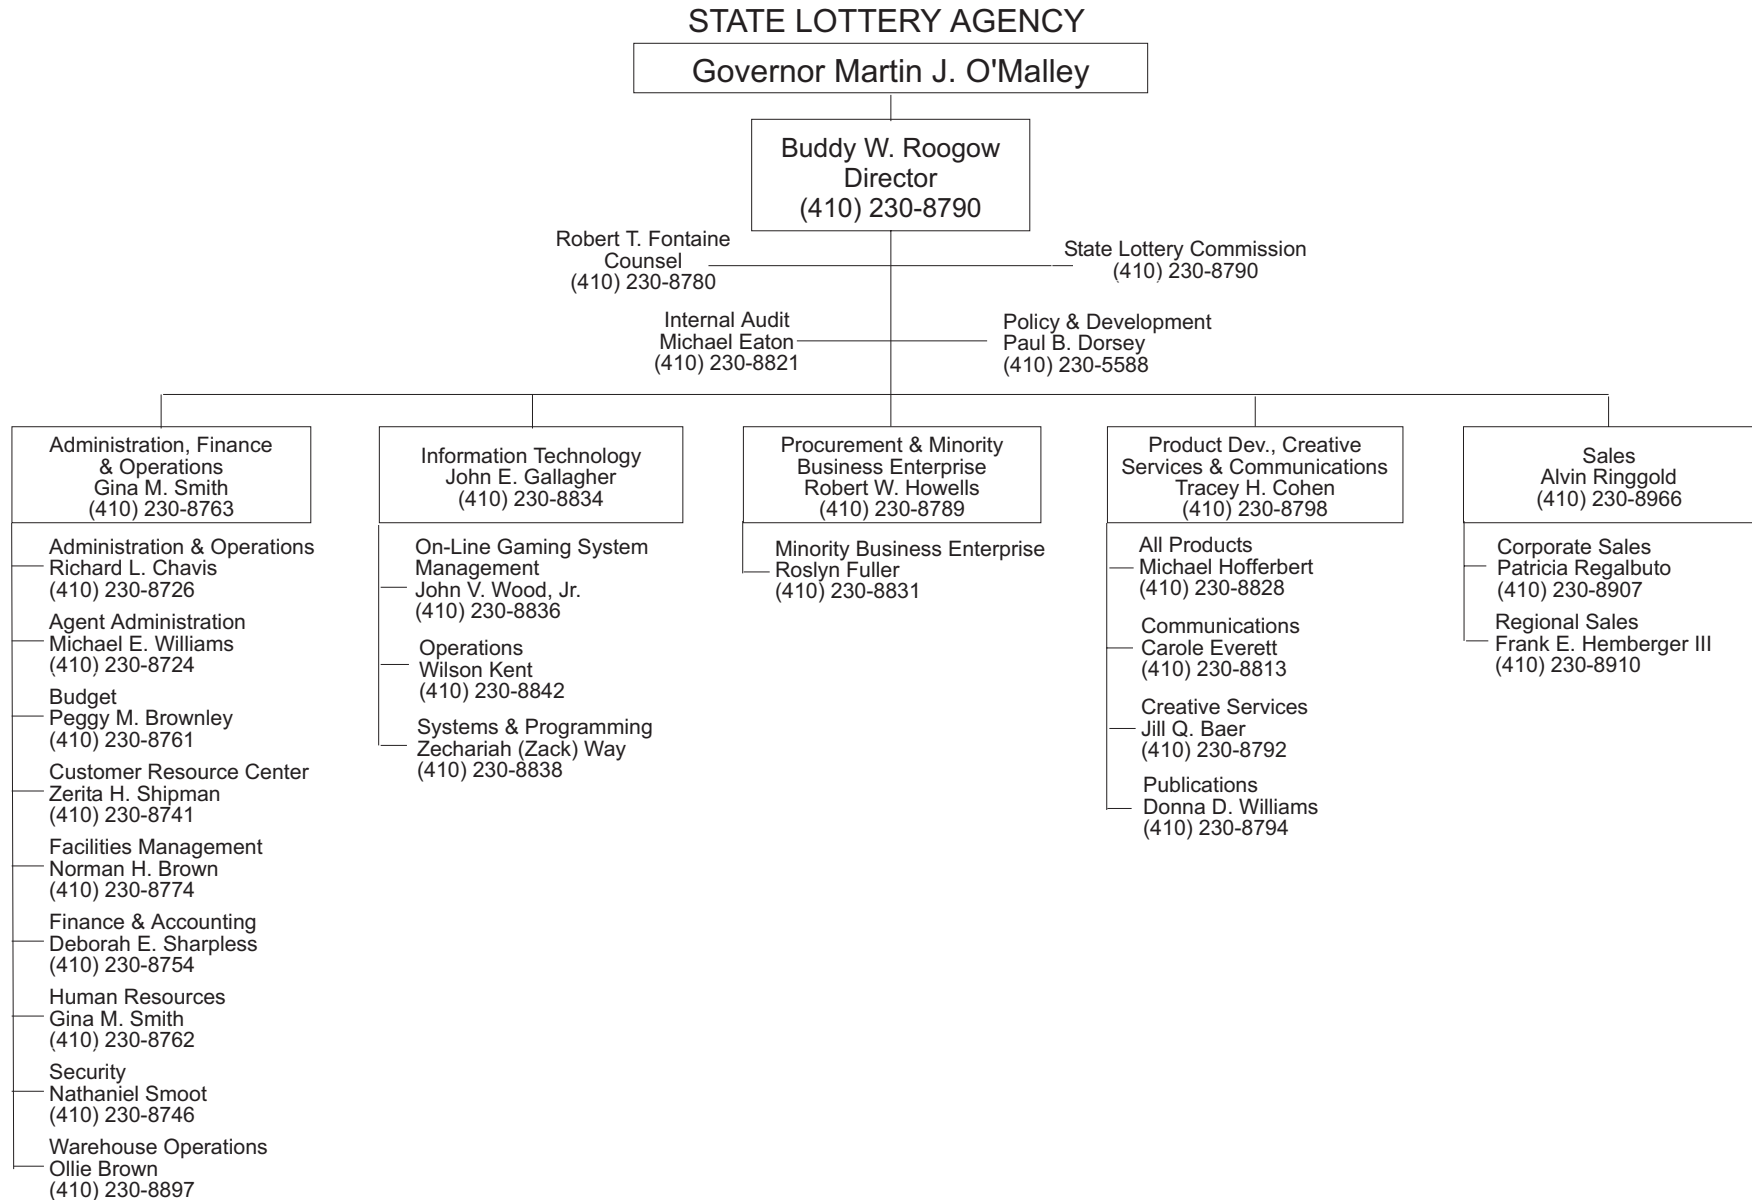 STATE LOTTERY AGENCY
Governor Martin J. O'Malley
Buddy W. Roogow
Director
(410) 230-8790
Robert T. Fontaine
Counsel
(410) 230-8780
State Lottery Commission
(410) 230-8790
Internal Audit
Michael Eaton
(410) 230-8821
Policy & Development
Paul B. Dorsey
(410) 230-5588
Administration, Finance
& Operations
Gina M. Smith
(410) 230-8763
Administration & Operations
Richard L. Chavis
(410) 230-8726
Agent Administration
Michael E. Williams
(410) 230-8724
Budget
Peggy M. Brownley
(410) 230-8761
Customer Resource Center
Zerita H. Shipman
(410) 230-8741
Facilities Management
Norman H. Brown
(410) 230-8774
Finance & Accounting
Deborah E. Sharpless
(410) 230-8754
Human Resources
Gina M. Smith
(410) 230-8762
Security
Nathaniel Smoot
(410) 230-8746
Warehouse Operations
Ollie Brown
(410) 230-8897
Information Technology
John E. Gallagher
(410) 230-8834
On-Line Gaming System
Management
John V. Wood, Jr.
(410) 230-8836
Operations
Wilson Kent
(410) 230-8842
Systems & Programming
Zechariah (Zack) Way
(410) 230-8838
Procurement & Minority
Business Enterprise
Robert W. Howells
(410) 230-8789
Minority Business Enterprise
Roslyn Fuller
(410) 230-8831
Product Dev., Creative
Services & Communications
Tracey H. Cohen
(410) 230-8798
All Products
Michael Hofferbert
(410) 230-8828
Communications
Carole Everett
(410) 230-8813
Creative Services
Jill Q. Baer
(410) 230-8792
Publications
Donna D. Williams
(410) 230-8794
Sales
Alvin Ringgold
(410) 230-8966
Corporate Sales
Patricia Regalbuto
(410) 230-8907
Regional Sales
Frank E. Hemberger III
(410) 230-8910